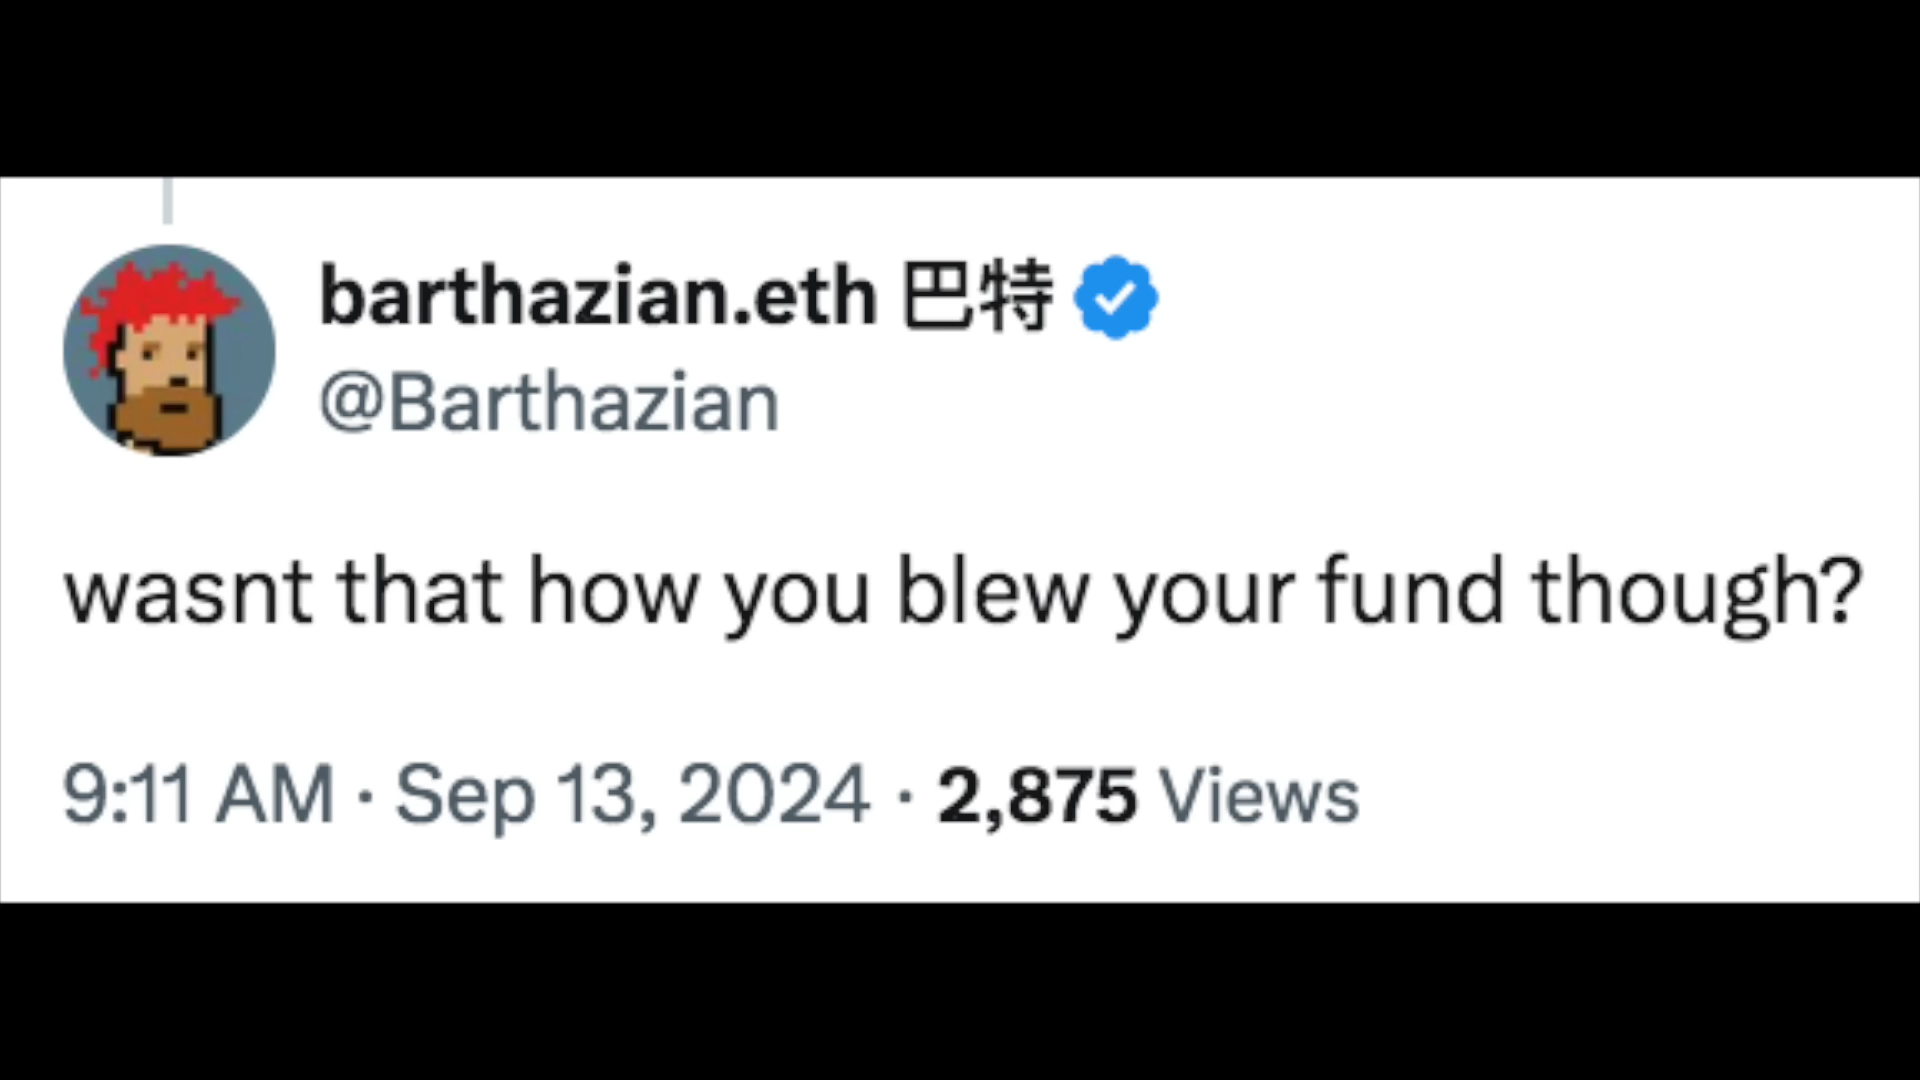 barthazian.eth 巴特
@Barthazian
wasnt that how you blew your fund though?
9:11 AM · Sep 13, 2024 · 2,875 Views